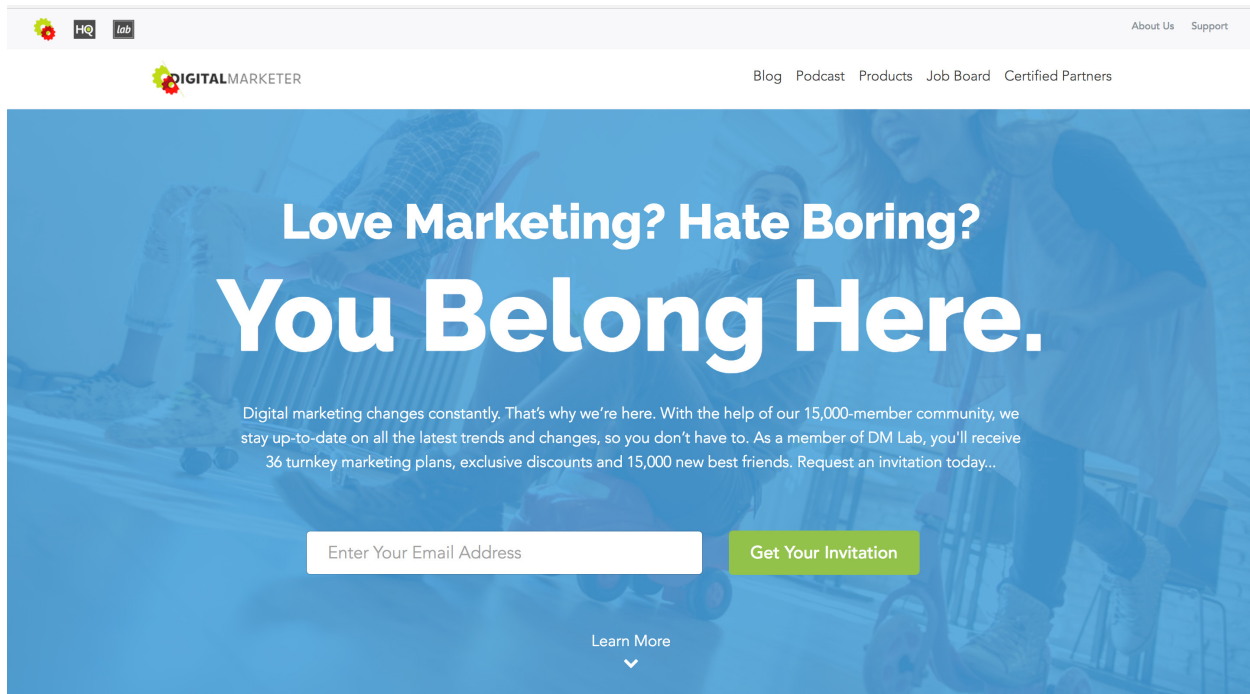 HQ lab About Us Support
DIGITALMARKETER Blog Podcast Products Job Board Certified Partners
Love Marketing? Hate Boring?
You Belong Here.
Digital marketing changes constantly. That's why we're here. With the help of our 15,000-member community, we
stay up-to-date on all the latest trends and changes, so you don't have to. As a member of DM Lab, you'll receive
36 turnkey marketing plans, exclusive discounts and 15,000 new best friends. Request an invitation today...
Enter Your Email Address Get Your Invitation
Learn More